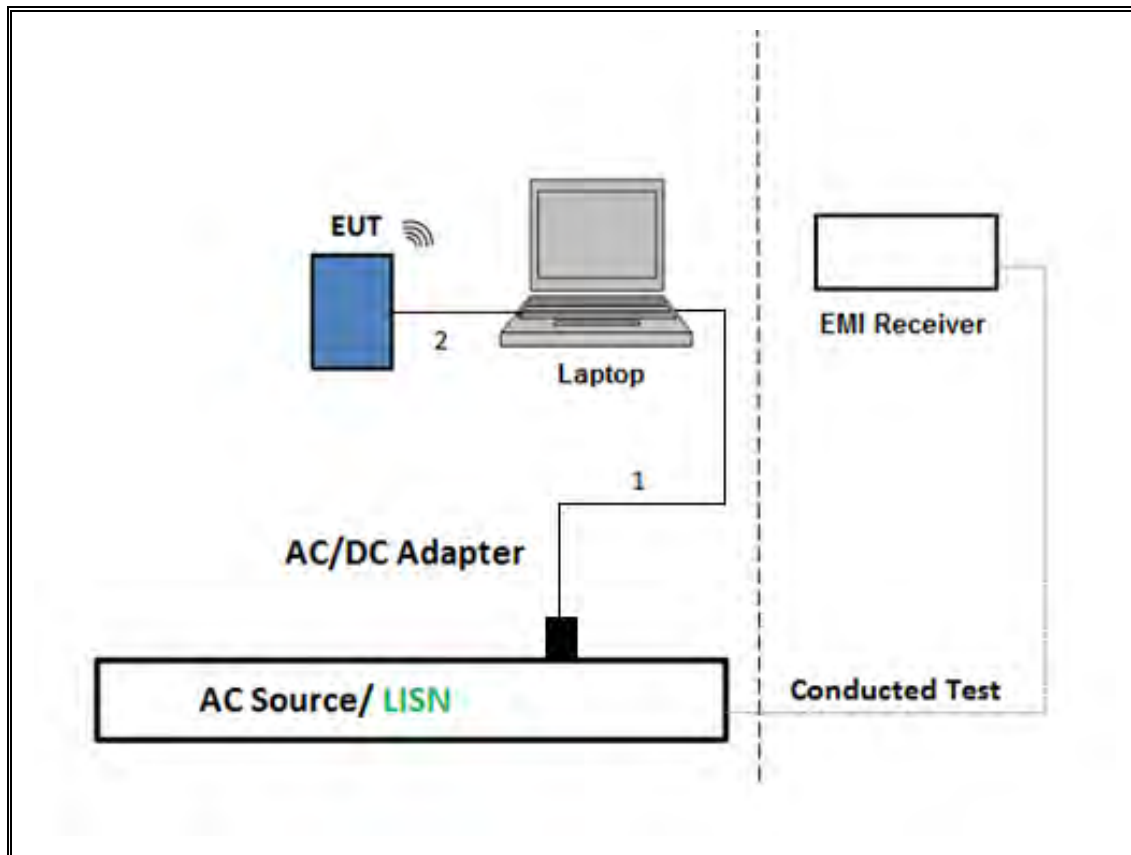 EUT
2
Laptop
EMI Receiver
1
AC/DC Adapter
AC Source/ LISN
Conducted Test